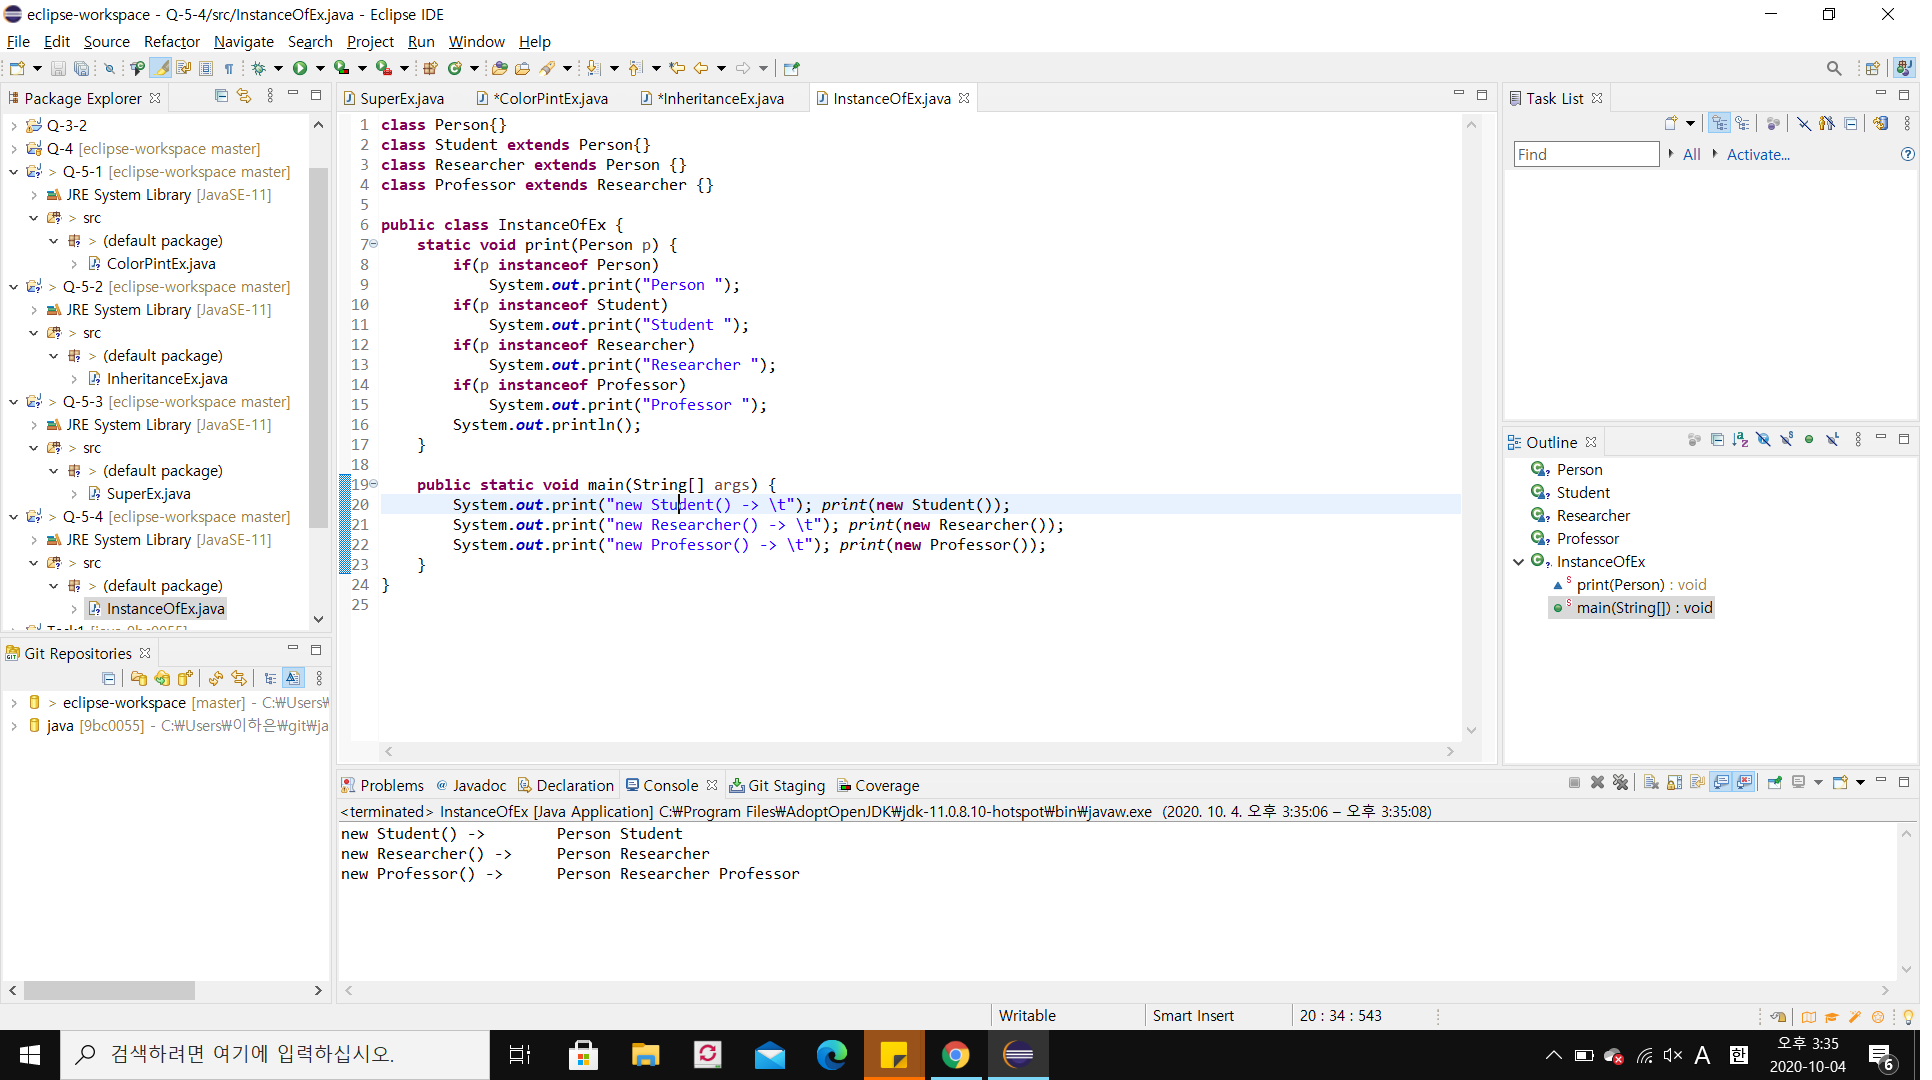 eclipse-workspace - Q-5-4/src/InstanceOfEx.java - Eclipse IDE
File Edit Source Refactor Navigate Search Project Run Window Help
Package Explorer
Q-3-2
Q-4 [eclipse-workspace master]
> Q-5-1 [eclipse-workspace master]
JRE System Library [JavaSE-11]
> src
> (default package)
ColorPintEx.java
> Q-5-2 [eclipse-workspace master]
JRE System Library [JavaSE-11]
> src
> (default package)
InheritanceEx.java
> Q-5-3 [eclipse-workspace master]
JRE System Library [JavaSE-11]
> src
> (default package)
SuperEx.java
> Q-5-4 [eclipse-workspace master]
JRE System Library [JavaSE-11]
> src
> (default package)
InstanceOfEx.java
Task1 [java 9bc0055]
Git Repositories
> eclipse-workspace [master] - C:₩Users₩
java [9bc0055] - C:₩Users₩이하은₩git₩ja
SuperEx.java *ColorPintEx.java *InheritanceEx.java InstanceOfEx.java
1 class Person{}
2 class Student extends Person{}
3 class Researcher extends Person {}
4 class Professor extends Researcher {}
5
6 public class InstanceOfEx {
7 static void print(Person p) {
8 if(p instanceof Person)
9 System.out.print("Person ");
10 if(p instanceof Student)
11 System.out.print("Student ");
12 if(p instanceof Researcher)
13 System.out.print("Researcher ");
14 if(p instanceof Professor)
15 System.out.print("Professor ");
16 System.out.println();
17 }
18
19 public static void main(String[] args) {
20 System.out.print("new Student() -> \t"); print(new Student());
21 System.out.print("new Researcher() -> \t"); print(new Researcher());
22 System.out.print("new Professor() -> \t"); print(new Professor());
23 }
24 }
25
Task List
Find All Activate...
Outline
Person
Student
Researcher
Professor
InstanceOfEx
print(Person) : void
main(String[]) : void
Problems @ Javadoc Declaration Console Git Staging Coverage
<terminated> InstanceOfEx [Java Application] C:₩Program Files₩AdoptOpenJDK₩jdk-11.0.8.10-hotspot₩bin₩javaw.exe (2020. 10. 4. 오후 3:35:06 – 오후 3:35:08)
new Student() -> Person Student
new Researcher() -> Person Researcher
new Professor() -> Person Researcher Professor
Writable Smart Insert 20 : 34 : 543
검색하려면 여기에 입력하십시오.
A 한 오후 3:35
2020-10-04
6